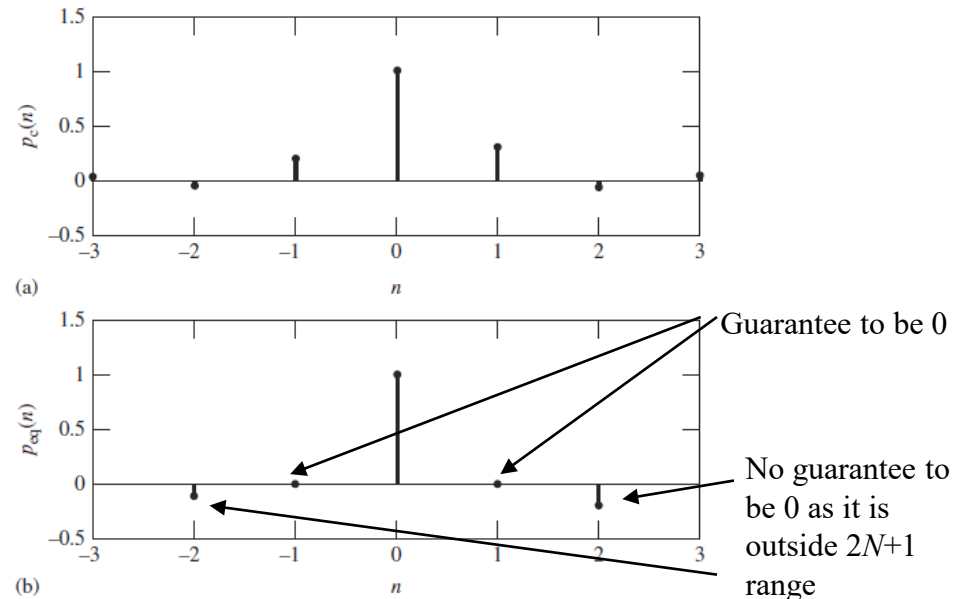 1.5
1
0.5
0
–0.5
p_c(n)
–3 –2 –1 0 1 2 3
(a)
n
1.5
1
0.5
0
–0.5
p_eq(n)
–3 –2 –1 0 1 2 3
(b)
n
Guarantee to be 0
No guarantee to
be 0 as it is
outside 2N+1
range